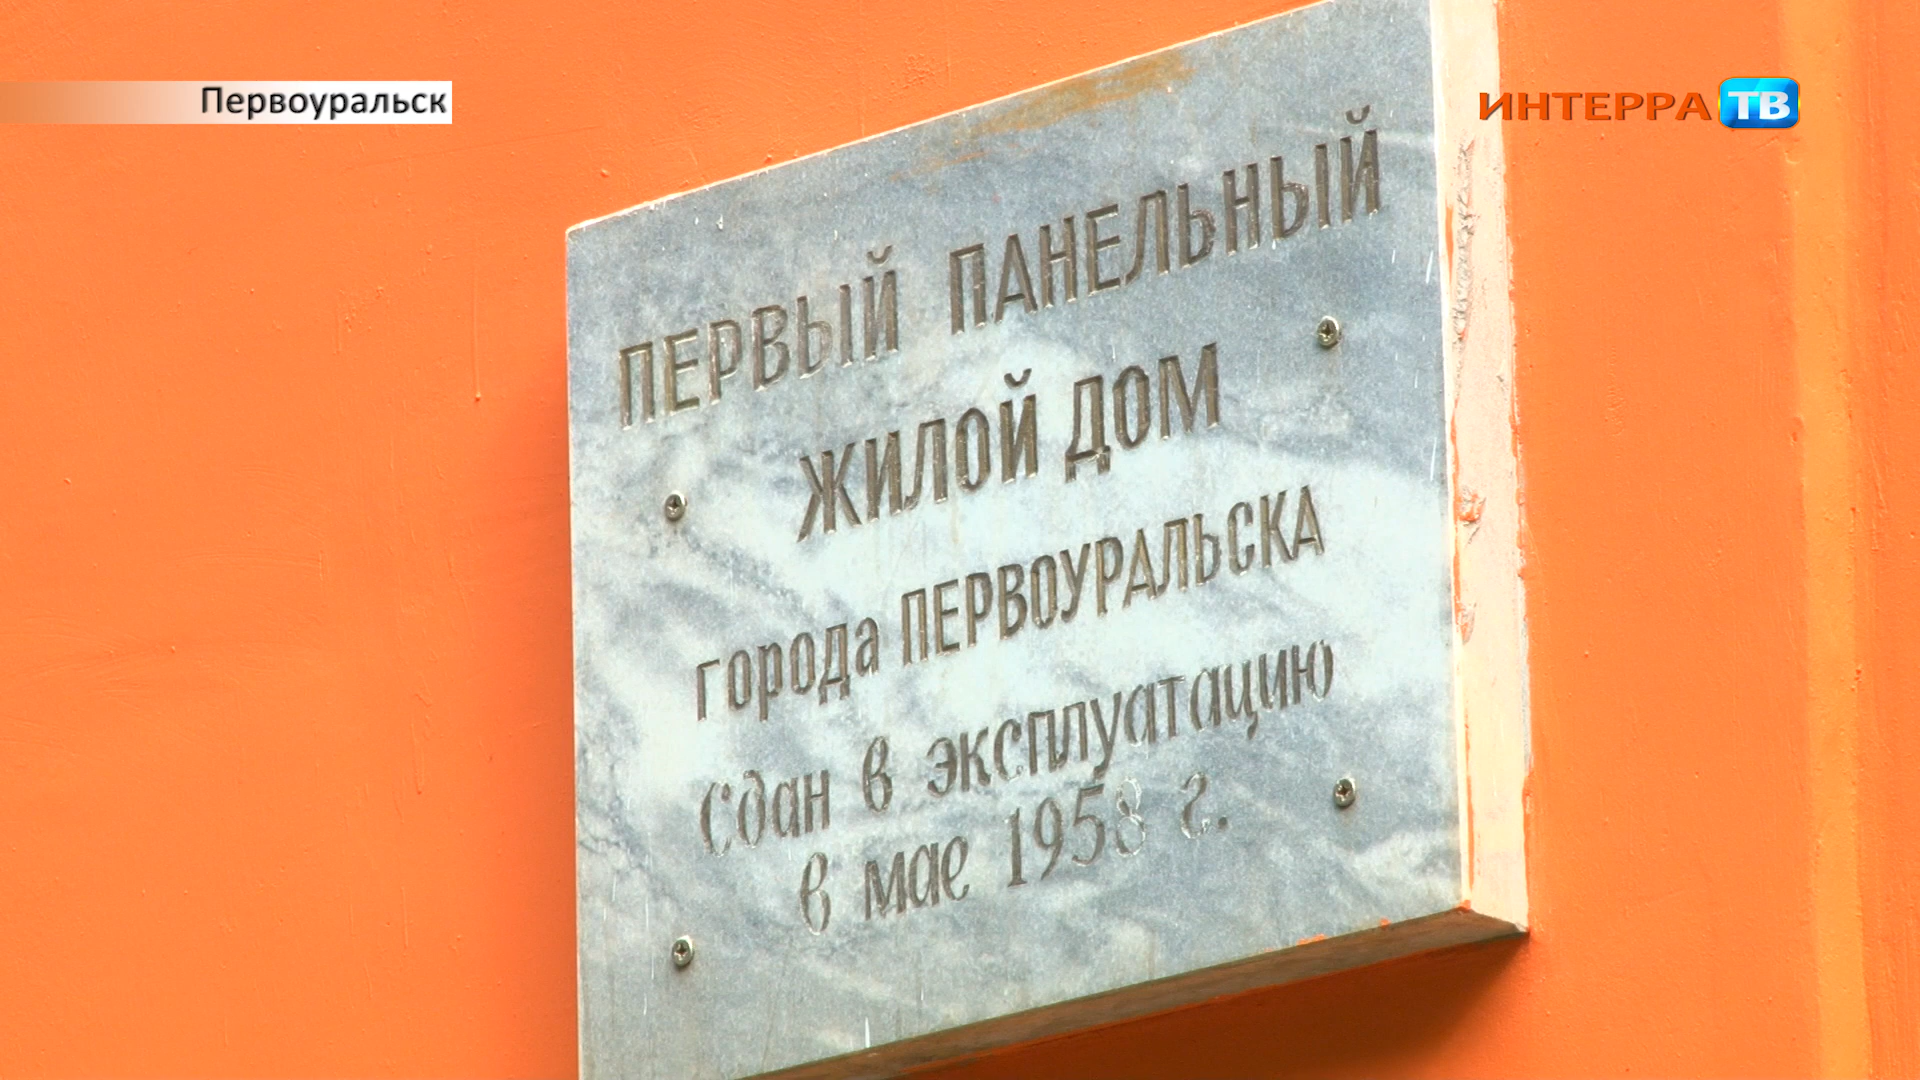 Первоуральск
ИНТЕРРА ТВ
ПЕРВЫЙ ПАНЕЛЬНЫЙ
ЖИЛОЙ ДОМ
города ПЕРВОУРАЛЬСКА
Сдан в эксплуатацию
в мае 1958 г.